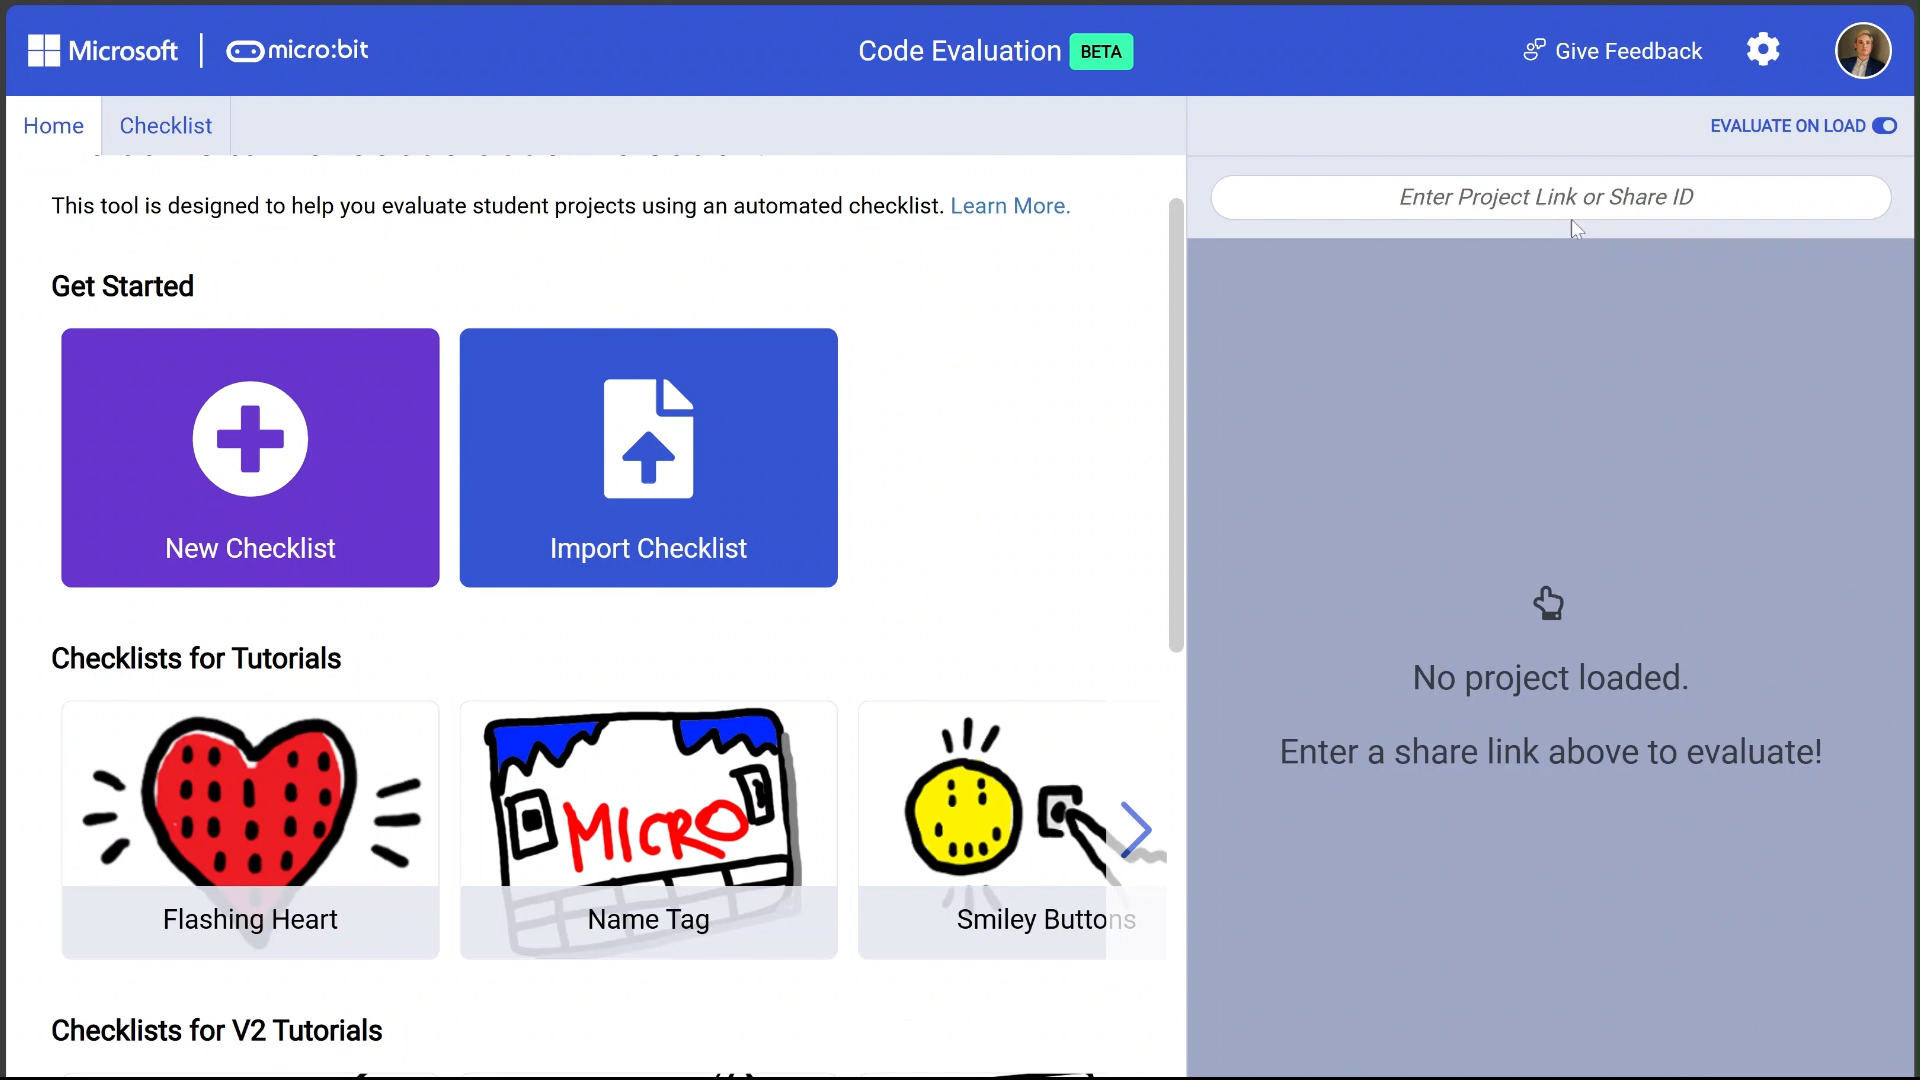 Microsoft | micro:bit
Code Evaluation BETA
Give Feedback
Home
Checklist
EVALUATE ON LOAD
This tool is designed to help you evaluate student projects using an automated checklist. Learn More.
Enter Project Link or Share ID
Get Started
New Checklist
Import Checklist
No project loaded.
Enter a share link above to evaluate!
Checklists for Tutorials
MICRO
Flashing Heart
Name Tag
Smiley Buttons
Checklists for V2 Tutorials